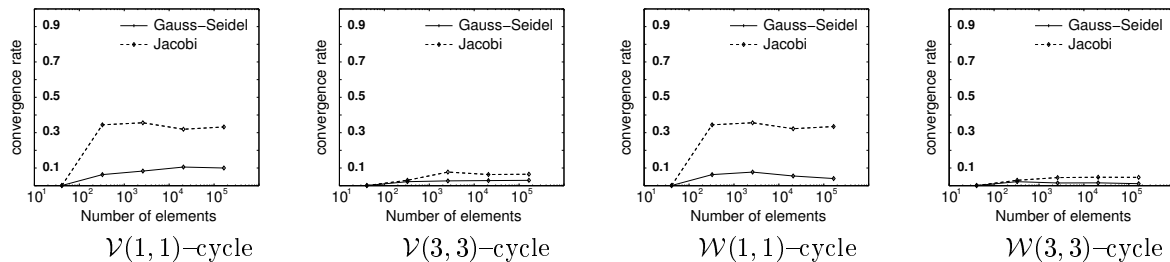 0.9
0.7
0.5
0.3
0.1
convergence rate
Gauss−Seidel
Jacobi
10^1 10^2 10^3 10^4 10^5
Number of elements
V(1, 1)−cycle
0.9
0.7
0.5
0.3
0.1
convergence rate
Gauss−Seidel
Jacobi
10^1 10^2 10^3 10^4 10^5
Number of elements
V(3, 3)−cycle
0.9
0.7
0.5
0.3
0.1
convergence rate
Gauss−Seidel
Jacobi
10^1 10^2 10^3 10^4 10^5
Number of elements
W(1, 1)−cycle
0.9
0.7
0.5
0.3
0.1
convergence rate
Gauss−Seidel
Jacobi
10^1 10^2 10^3 10^4 10^5
Number of elements
W(3, 3)−cycle